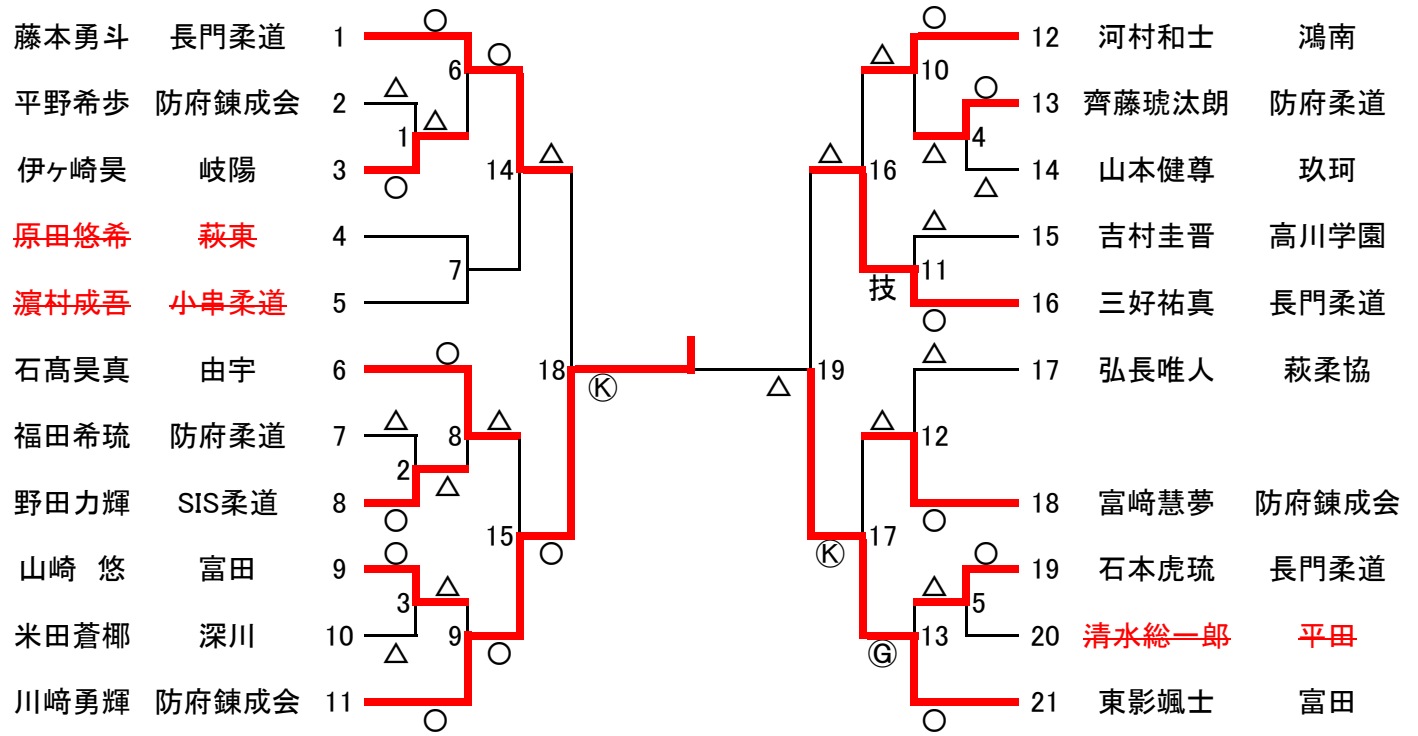 藤本勇斗 長門柔道 1
平野希歩 防府錬成会 2
伊ヶ崎昊 岐陽 3
原田悠希 萩東 4
濵村成吾 小串柔道 5
石髙昊真 由宇 6
福田希琉 防府柔道 7
野田力輝 SIS柔道 8
山崎 悠 富田 9
米田蒼梛 深川 10
川﨑勇輝 防府錬成会 11
○
△
○
6
△
1
○
14
△
7
○
△
8
2
△
○
△
○
3
△
9
△
○
○
15
○
18
Ⓚ
△
19
△
16
△
10
○
○
4
△
△
△
11
技
○
△
12
△
○
17
Ⓚ
○
5
△
13
Ⓖ
○
12 河村和士 鴻南
13 齊藤琥汰朗 防府柔道
14 山本健尊 玖珂
15 吉村圭晋 高川学園
16 三好祐真 長門柔道
17 弘長唯人 萩柔協
18 富﨑慧夢 防府錬成会
19 石本虎琉 長門柔道
20 清水総一郎 平田
21 東影颯士 富田